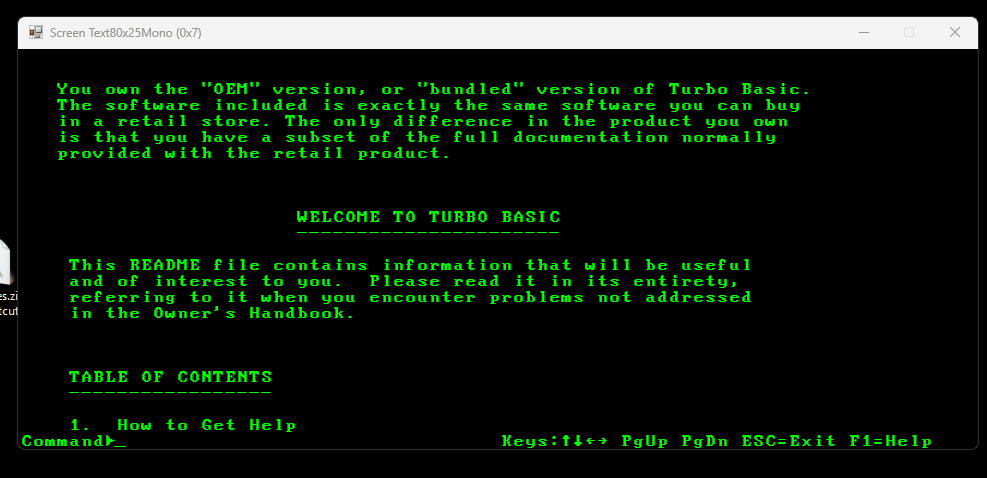 Screen Text80x25Mono (0x7)
You own the "OEM" version, or "bundled" version of Turbo Basic.
The software included is exactly the same software you can buy
in a retail store. The only difference in the product you own
is that you have a subset of the full documentation normally
provided with the retail product.
WELCOME TO TURBO BASIC
----------------------
This README file contains information that will be useful
and of interest to you.  Please read it in its entirety,
referring to it when you encounter problems not addressed
in the Owner's Handbook.
TABLE OF CONTENTS
-----------------
1.  How to Get Help
Command►_ Keys:↑↓←→ PgUp PgDn ESC=Exit F1=Help
es.zi
tcut